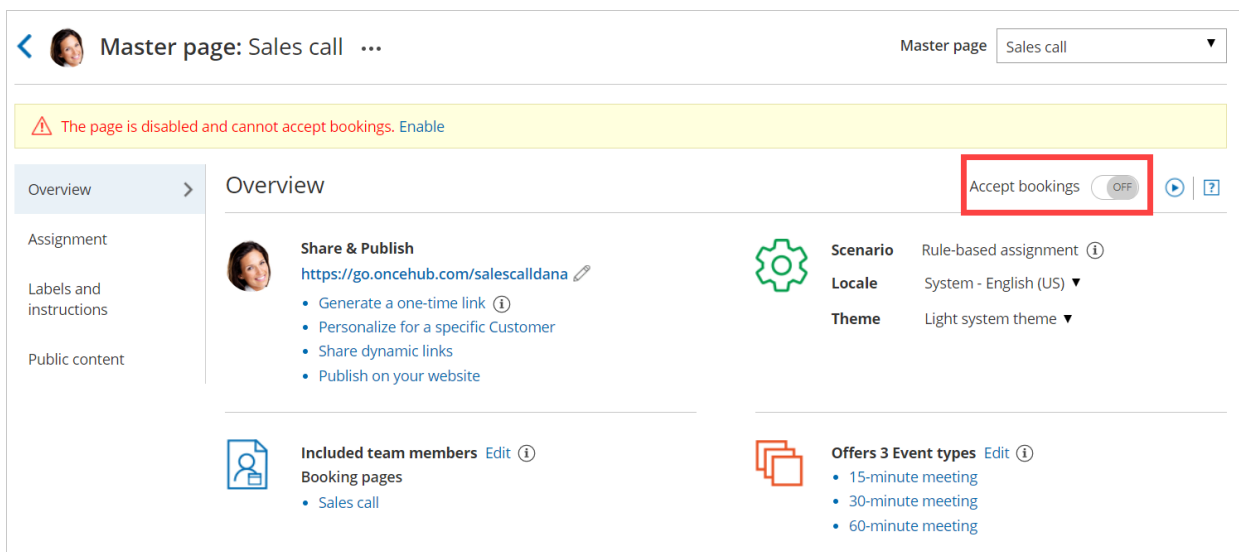 Master page: Sales call ...
Master page Sales call
The page is disabled and cannot accept bookings. Enable
Overview
Assignment
Labels and
instructions
Public content
Overview
Accept bookings OFF
?
Share & Publish
https://go.oncehub.com/salescalldana
• Generate a one-time link i
• Personalize for a specific Customer
• Share dynamic links
• Publish on your website
Scenario Rule-based assignment i
Locale System - English (US)
Theme Light system theme
Included team members Edit i
Booking pages
• Sales call
Offers 3 Event types Edit i
• 15-minute meeting
• 30-minute meeting
• 60-minute meeting